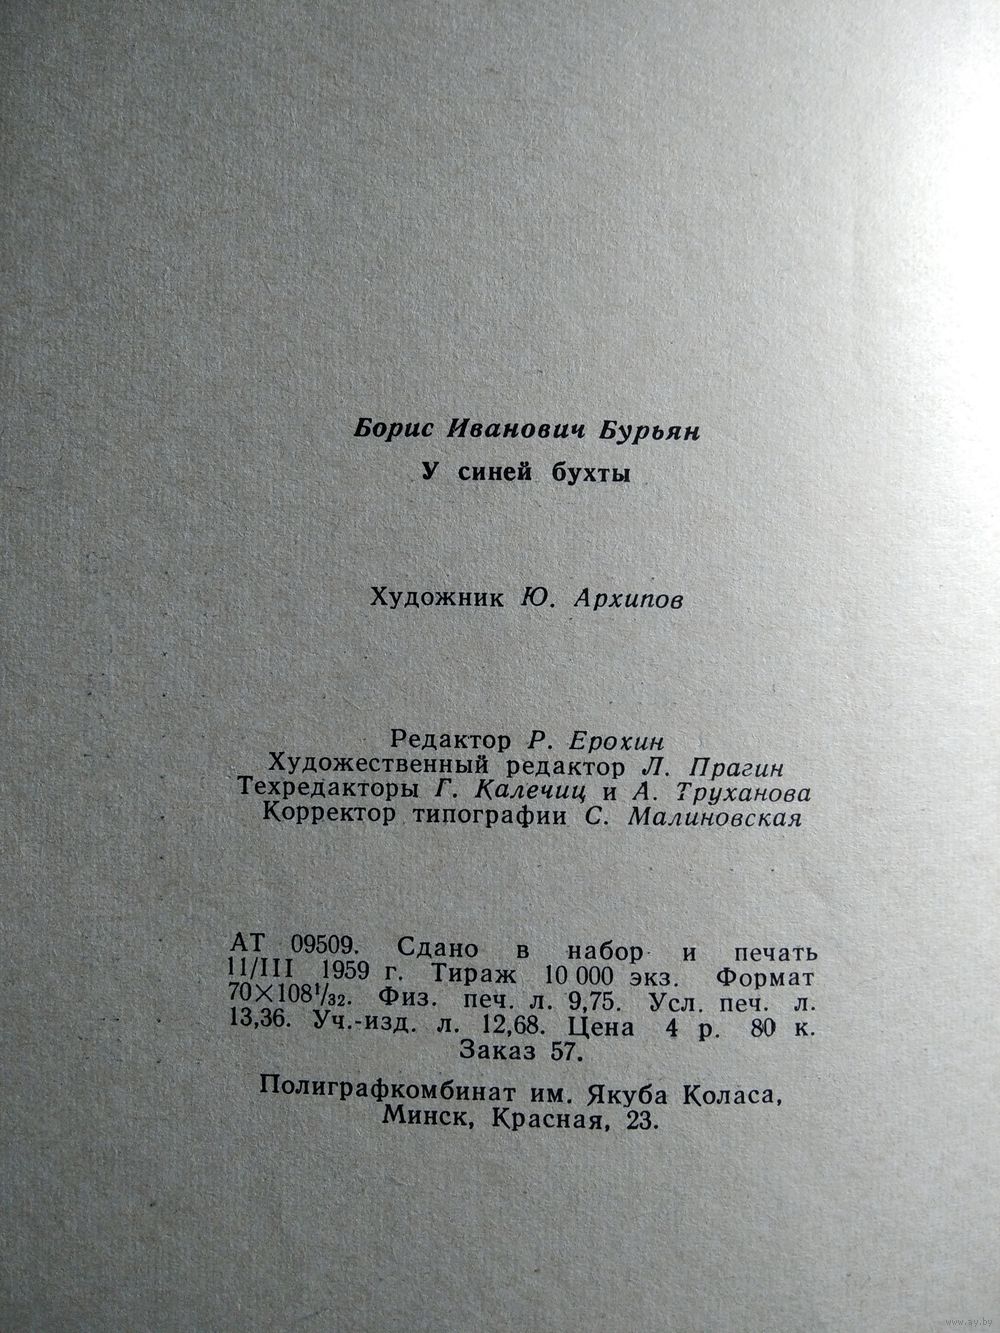 Борис Иванович Бурьян
У синей бухты
Художник Ю. Архипов
Редактор Р. Ерохин
Художественный редактор Л. Прагин
Техредакторы Г. Калечиц и А. Труханова
Корректор типографии С. Малиновская
АТ 09509. Сдано в набор и печать
11/III 1959 г. Тираж 10 000 экз. Формат
70×108¹/₃₂. Физ. печ. л. 9,75. Усл. печ. л.
13,36. Уч.-изд. л. 12,68. Цена 4 р. 80 к.
Заказ 57.
Полиграфкомбинат им. Якуба Коласа,
Минск, Красная, 23.
www.ay.by